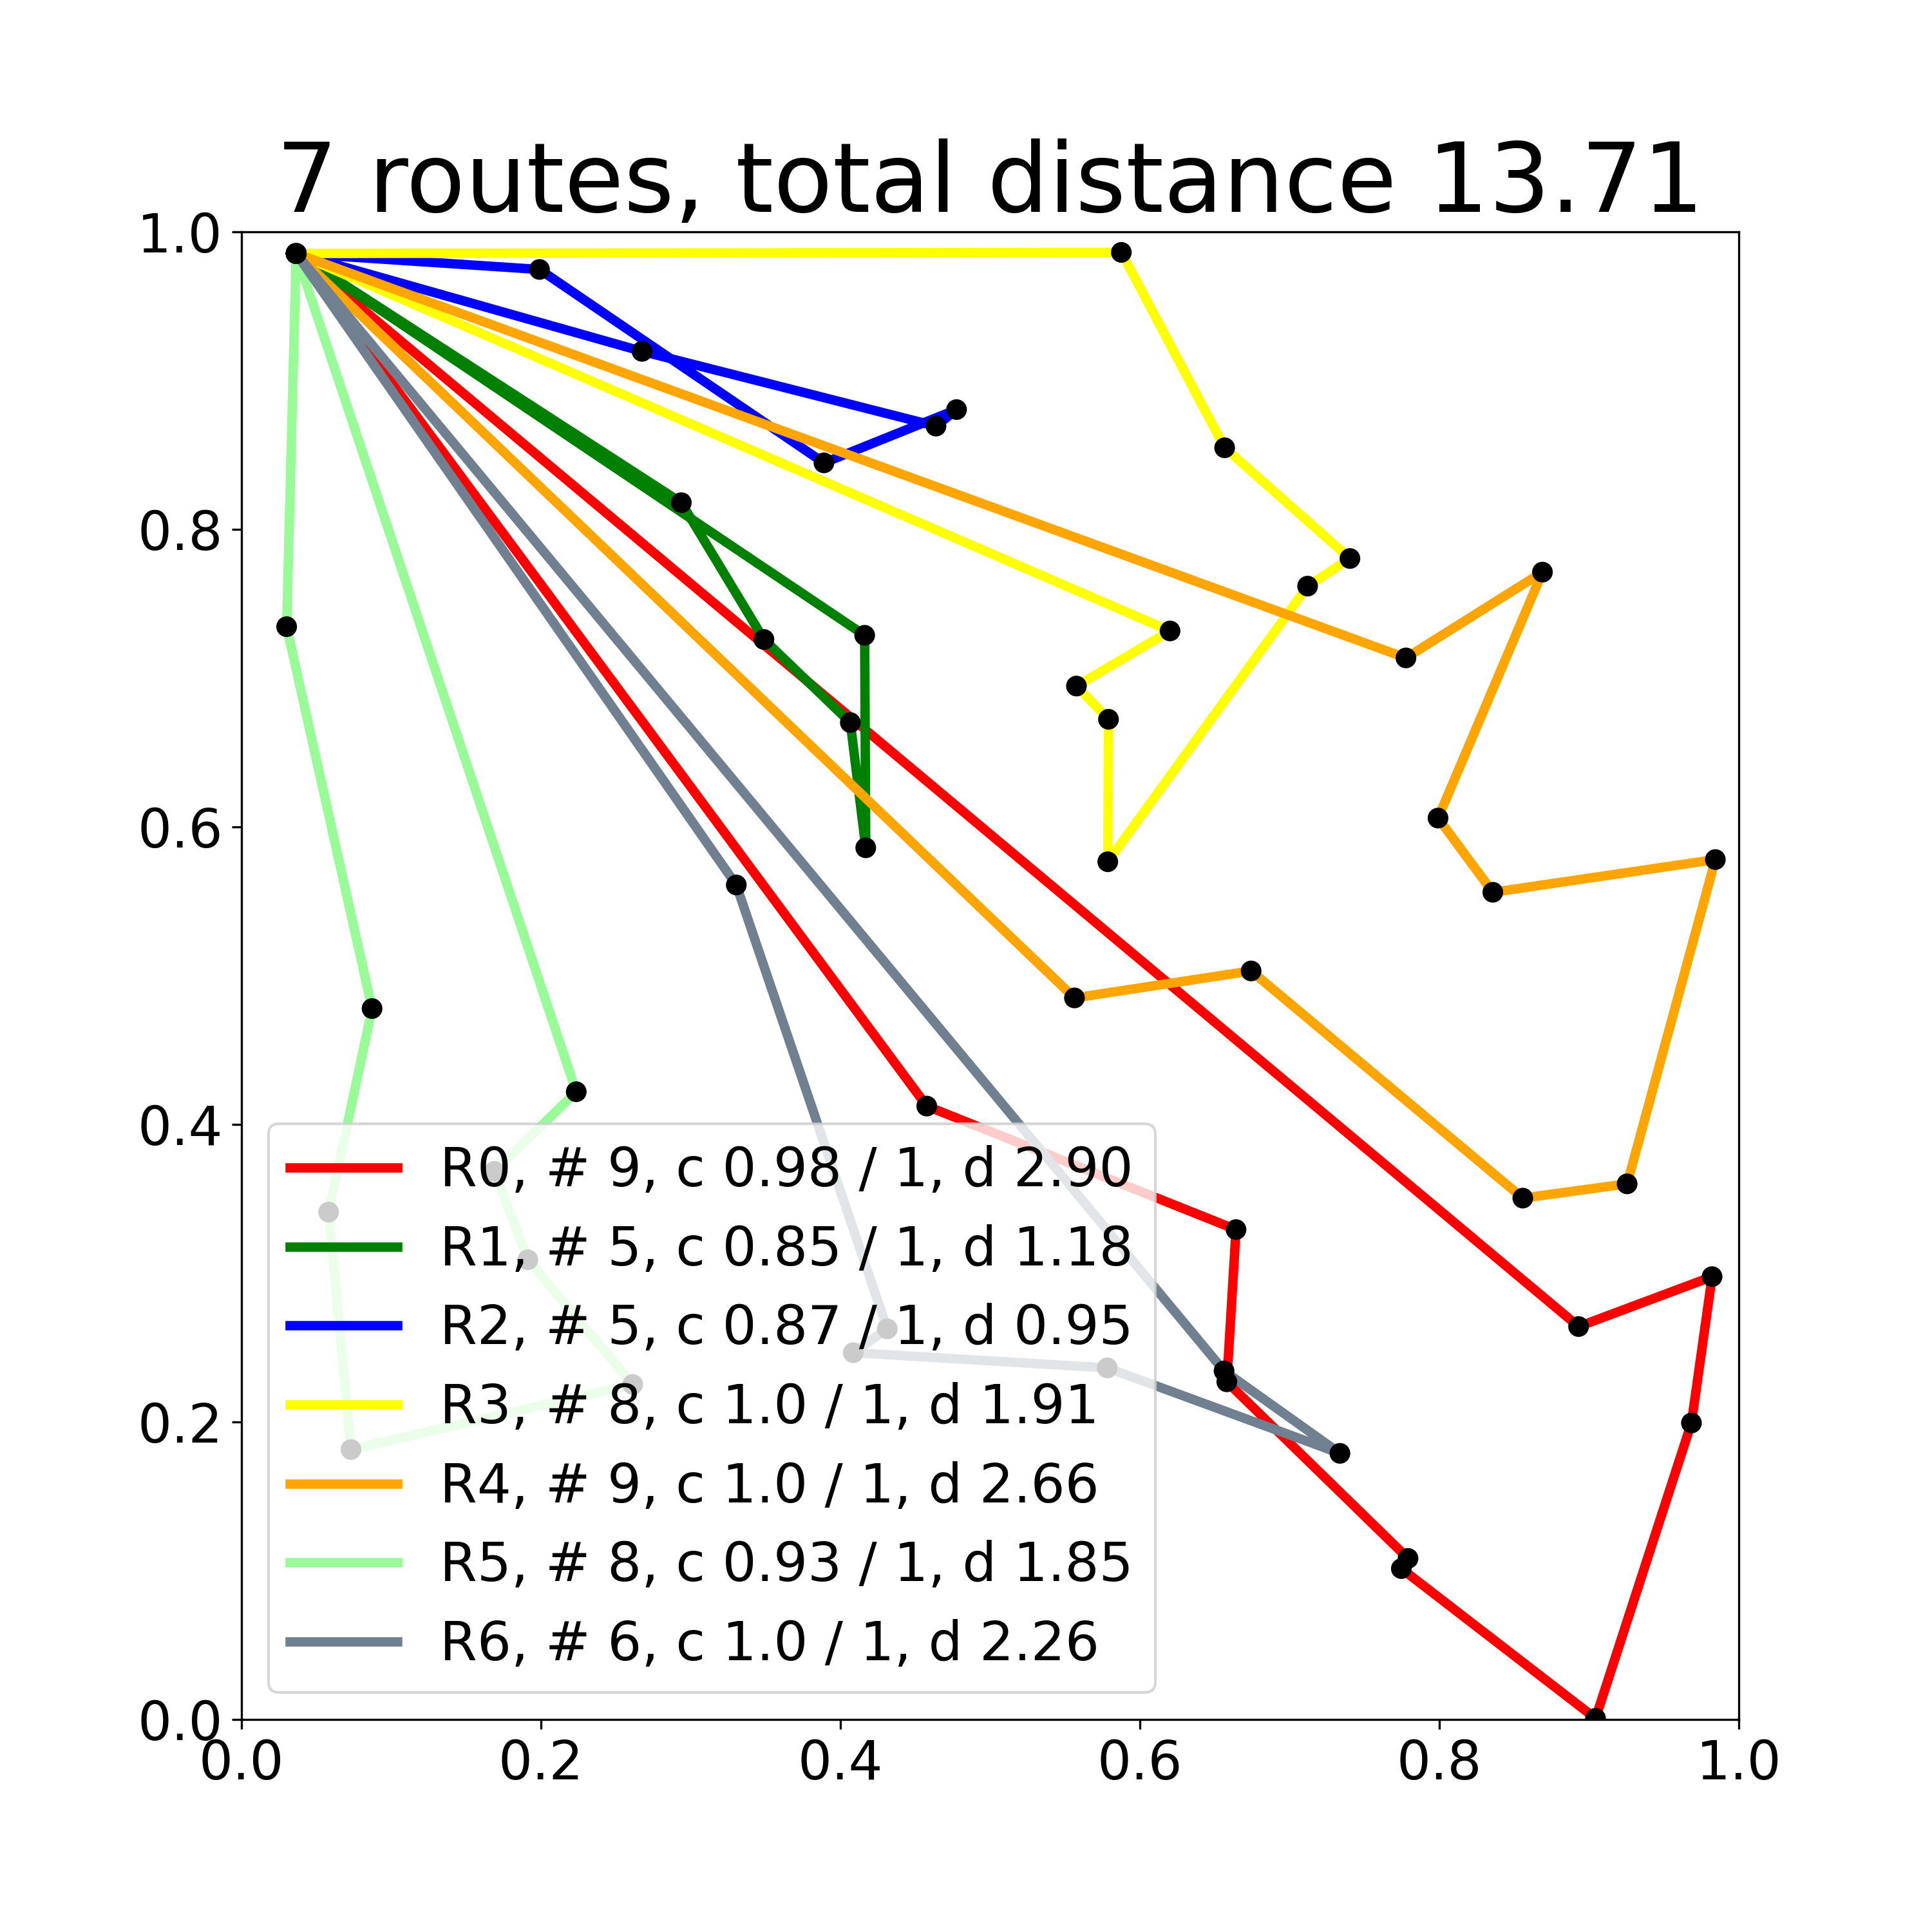 7 routes, total distance 13.71
1.0
0.8
0.6
0.4
0.2
0.0
R0, # 9, c 0.98 / 1, d 2.90
R1, # 5, c 0.85 / 1, d 1.18
R2, # 5, c 0.87 / 1, d 0.95
R3, # 8, c 1.0 / 1, d 1.91
R4, # 9, c 1.0 / 1, d 2.66
R5, # 8, c 0.93 / 1, d 1.85
R6, # 6, c 1.0 / 1, d 2.26
0.0 0.2 0.4 0.6 0.8 1.0